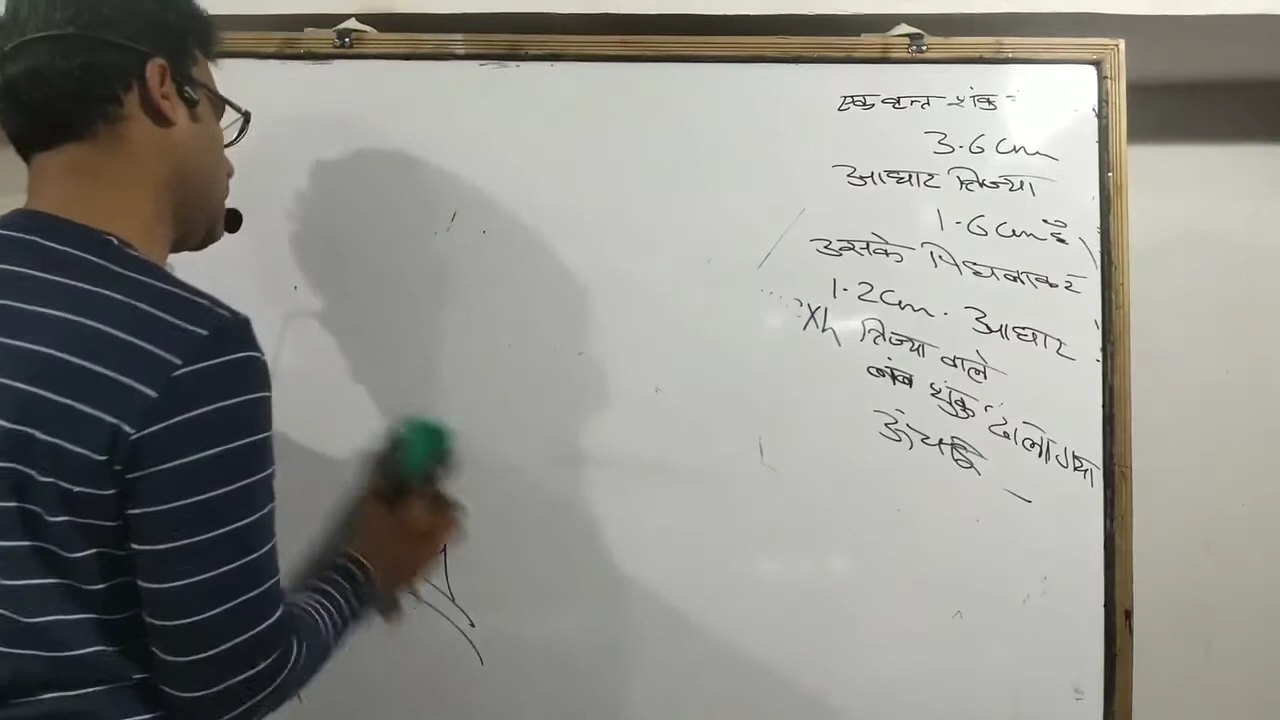 एक धातु शंकु
3.6 cm
आधार त्रिज्या
1.6 cm है
उसके पिघलाकर
1.2 cm. आधार
त्रिज्या वाले
शंकु ढाला गया
ऊंचाई